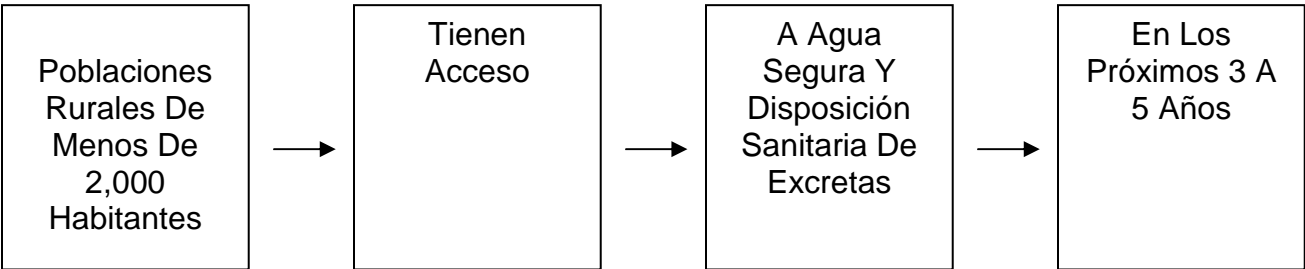 Poblaciones
Rurales De
Menos De
2,000
Habitantes
Tienen
Acceso
A Agua
Segura Y
Disposición
Sanitaria De
Excretas
En Los
Próximos 3 A
5 Años